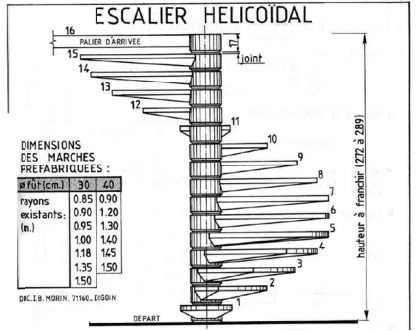 ESCALIER HELICOÏDAL
16
PALIER D'ARRIVEE
17
joint
15
14
13
12
11
10
9
8
7
6
5
4
3
2
1
hauteur à franchir (272 à 289)
DIMENSIONS
DES MARCHES
PREFABRIQUEES :
ø fût (cm.) 30 40
rayons 0.85 0.90
existants: 0.90 1.20
(m.) 0.95 1.30
1.00 1.40
1.18 1.45
1.35 1.50
1.50
DOC. I.B. MORIN. 71160_DIGOIN
DEPART